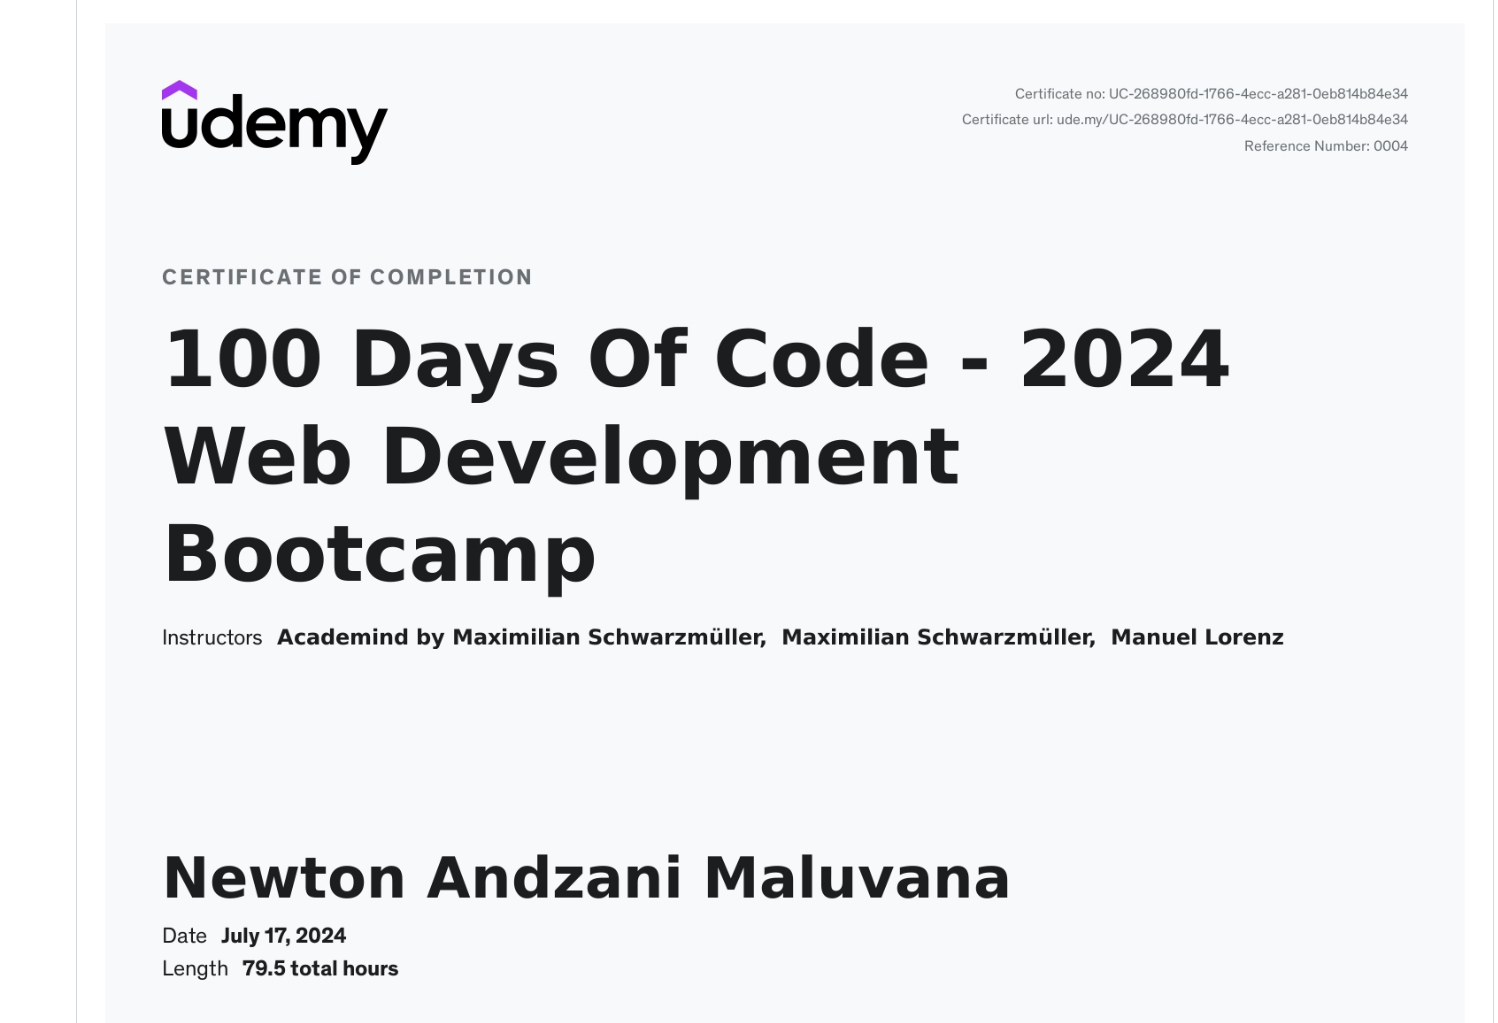 udemy
Certificate no: UC-268980fd-1766-4ecc-a281-0eb814b84e34
Certificate url: ude.my/UC-268980fd-1766-4ecc-a281-0eb814b84e34
Reference Number: 0004
CERTIFICATE OF COMPLETION
100 Days Of Code - 2024
Web Development
Bootcamp
Instructors Academind by Maximilian Schwarzmüller, Maximilian Schwarzmüller, Manuel Lorenz
Newton Andzani Maluvana
Date July 17, 2024
Length 79.5 total hours